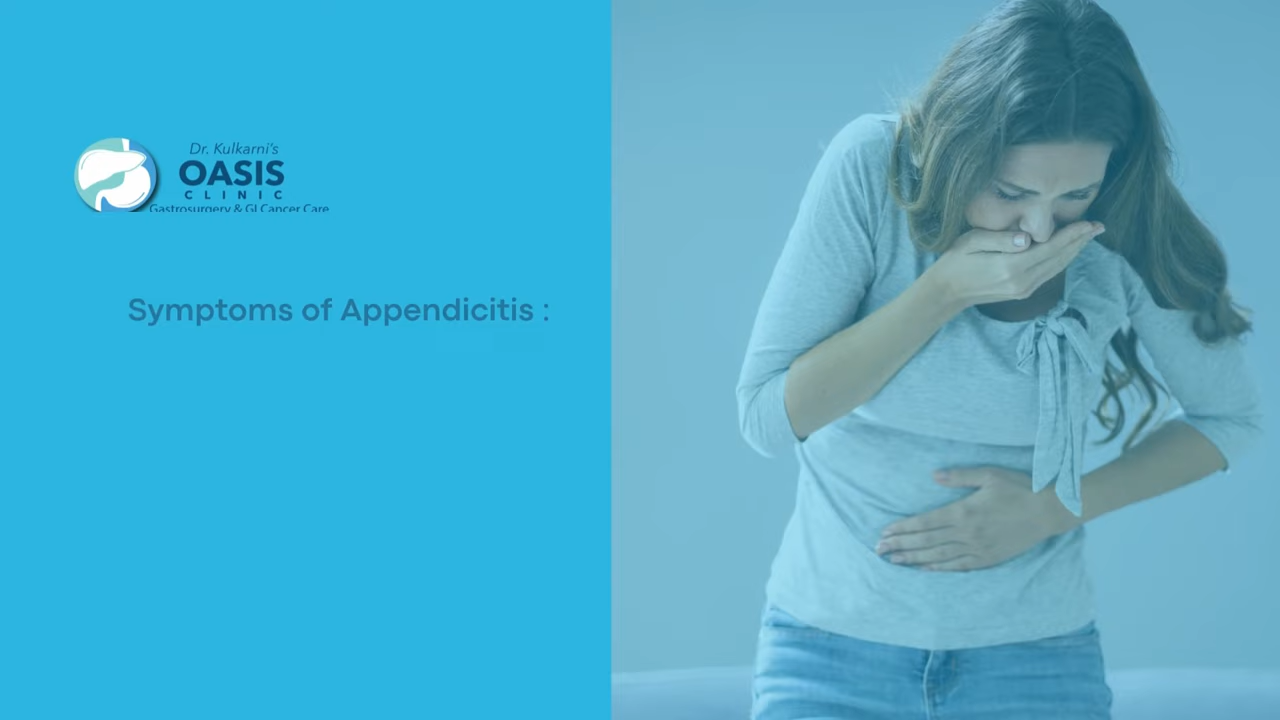 Dr. Kulkarni's
OASIS
CLINIC
Gastrosurgery & GI Cancer Care
Symptoms of Appendicitis :